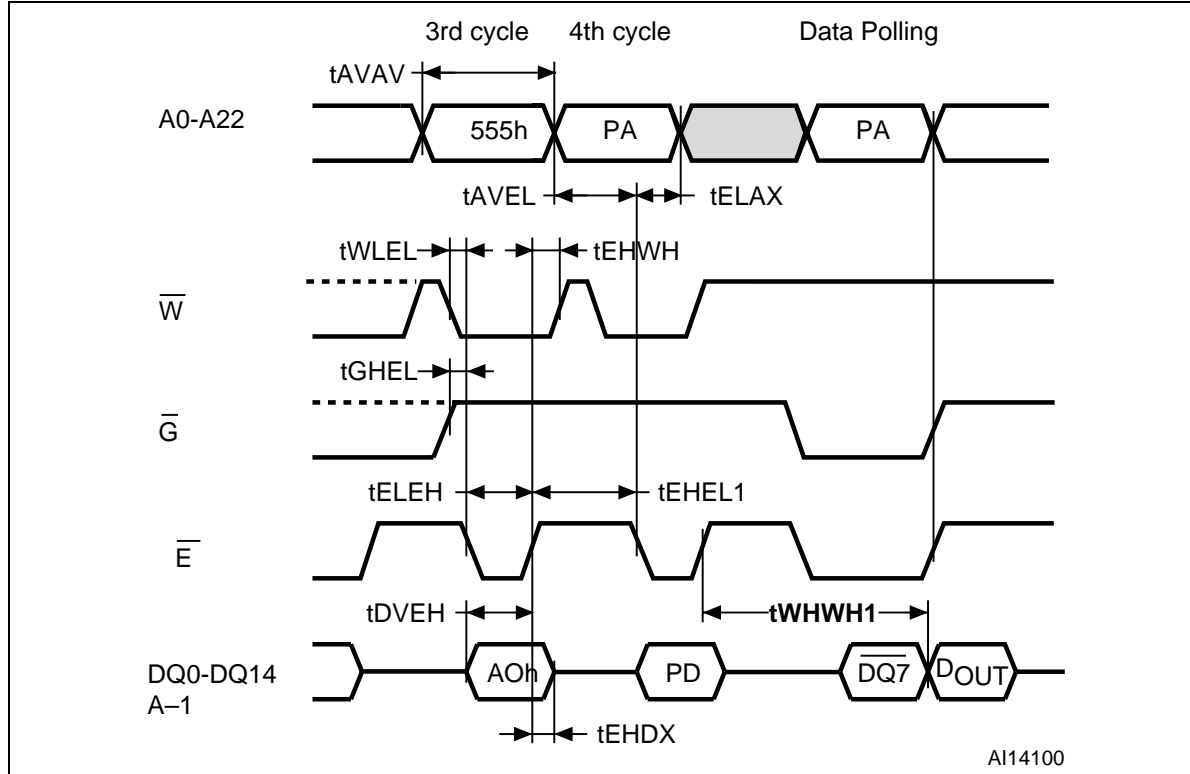 3rd cycle 4th cycle Data Polling
tAVAV
A0-A22 555h PA PA
tAVEL tELAX
tWLEL tEHWH
W̅
tGHEL
G̅
tELEH tEHEL1
E̅
tDVEH tWHWH1
DQ0-DQ14 AOh PD D̅Q̅7̅ DOUT
A–1
tEHDX
AI14100